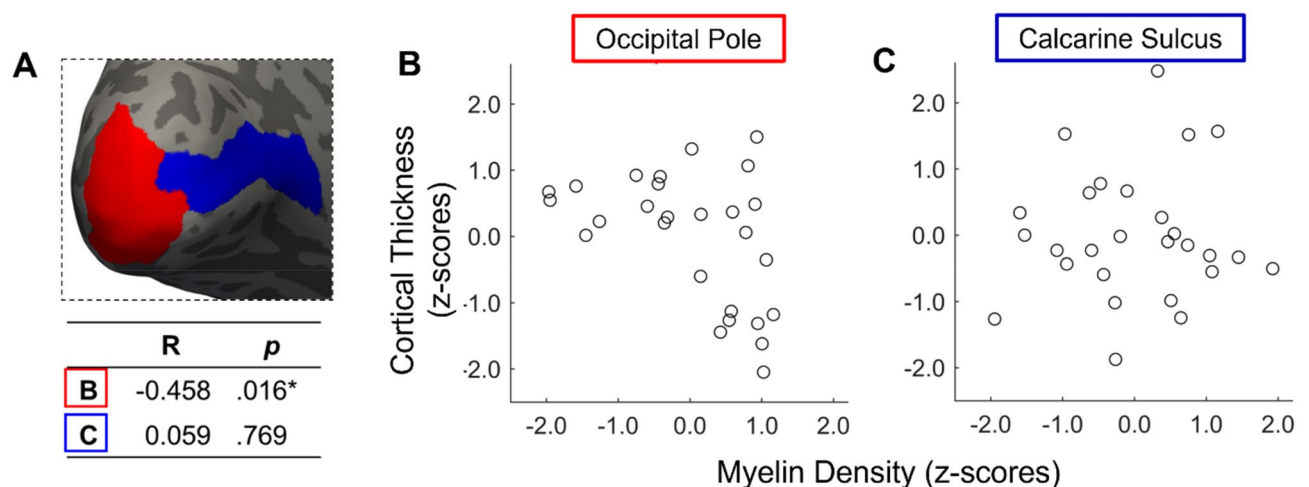 A
R p
B -0.458 .016*
C 0.059 .769
B
Occipital Pole
Cortical Thickness
(z-scores)
2.0
1.0
0.0
-1.0
-2.0
-2.0 -1.0 0.0 1.0 2.0
C
Calcarine Sulcus
2.0
1.0
0.0
-1.0
-2.0
-2.0 -1.0 0.0 1.0 2.0
Myelin Density (z-scores)